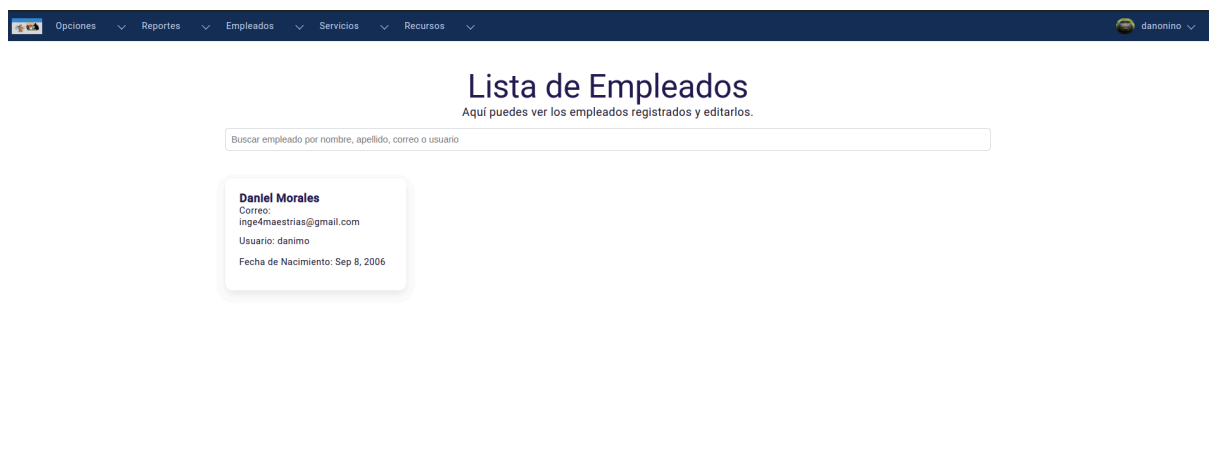 Opciones Reportes Empleados Servicios Recursos danonino
Lista de Empleados
Aquí puedes ver los empleados registrados y editarlos.
Buscar empleado por nombre, apellido, correo o usuario
Daniel Morales
Correo:
inge4maestrias@gmail.com
Usuario: danimo
Fecha de Nacimiento: Sep 8, 2006